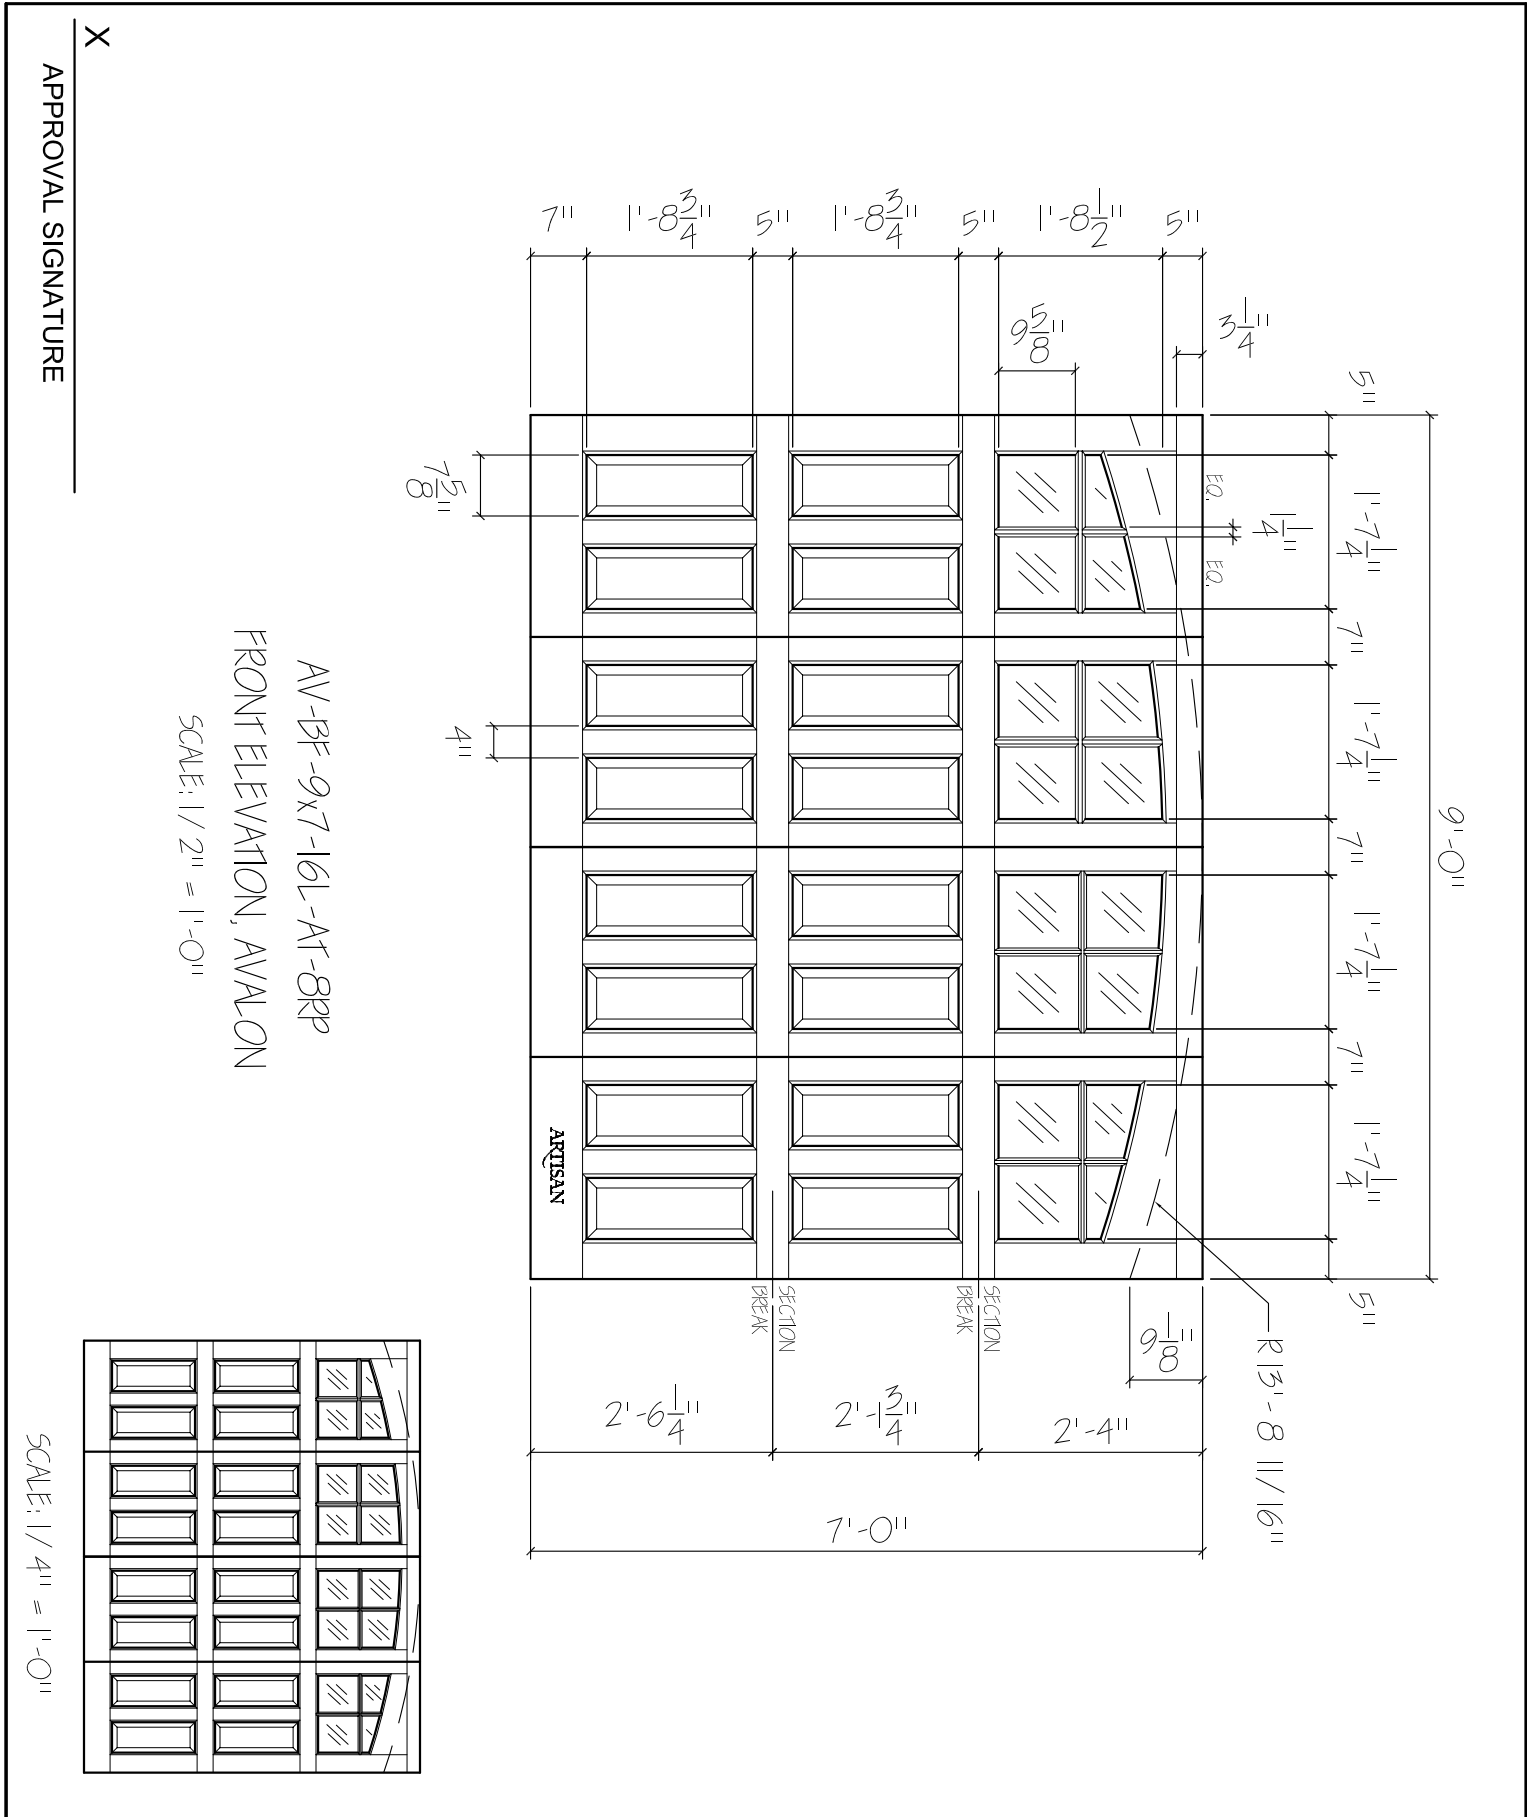 9'-0"
5"
1'-7 1/4"
7"
1'-7 1/4"
7"
1'-7 1/4"
7"
1'-7 1/4"
5"
EQ.
1 1/4"
EQ.
3 1/4"
5"
1'-8 1/2"
9 5/8"
5"
1'-8 3/4"
5"
1'-8 3/4"
7"
R 13'-8 11/16"
9 1/8"
2'-4"
SECTION
BREAK
2'-1 3/4"
SECTION
BREAK
2'-6 1/4"
7'-0"
ARTISAN
7 5/8"
4"
AV-BF-9x7-16L-AT-8RP
FRONT ELEVATION, AVALON
SCALE: 1/2" = 1'-0"
X
APPROVAL SIGNATURE
SCALE: 1/4" = 1'-0"